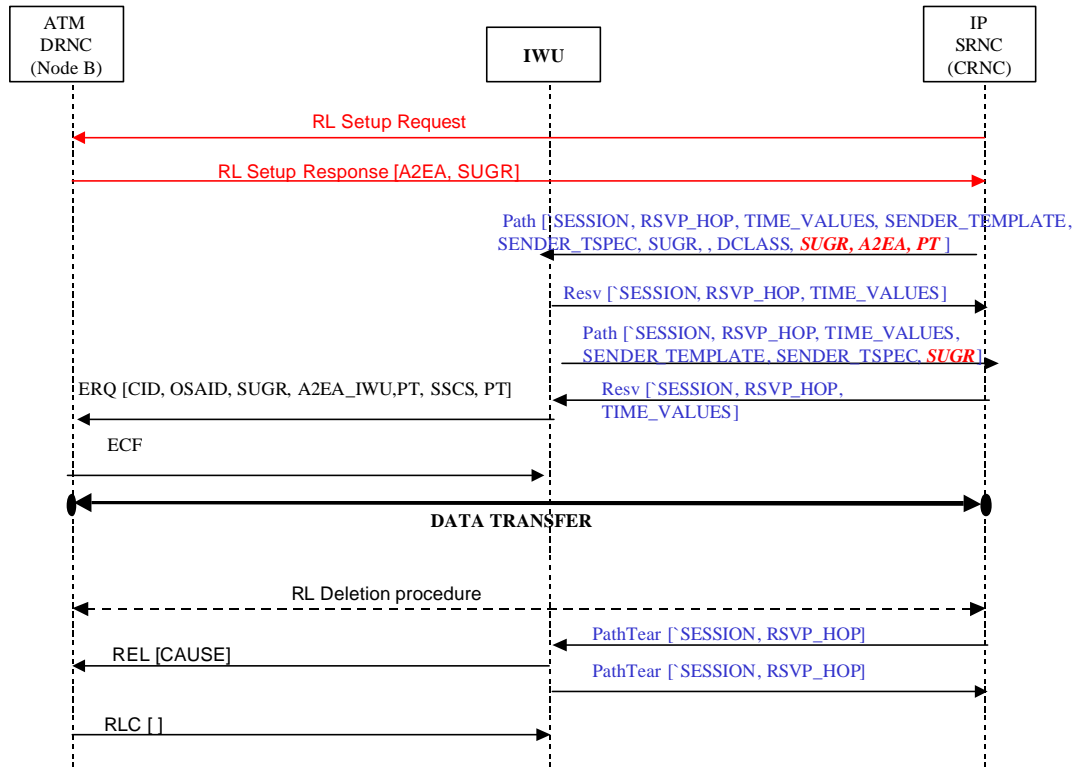 ATM
DRNC
(Node B)
IWU
IP
SRNC
(CRNC)
RL Setup Request
RL Setup Response [A2EA, SUGR]
Path [`SESSION, RSVP_HOP, TIME_VALUES, SENDER_TEMPLATE,
SENDER_TSPEC, SUGR, , DCLASS, SUGR, A2EA, PT ]
Resv [`SESSION, RSVP_HOP, TIME_VALUES]
Path [`SESSION, RSVP_HOP, TIME_VALUES,
SENDER_TEMPLATE, SENDER_TSPEC, SUGR]
ERQ [CID, OSAID, SUGR, A2EA_IWU,PT, SSCS, PT]
Resv [`SESSION, RSVP_HOP,
TIME_VALUES]
ECF
DATA TRANSFER
RL Deletion procedure
PathTear [`SESSION, RSVP_HOP]
REL [CAUSE]
PathTear [`SESSION, RSVP_HOP]
RLC [ ]